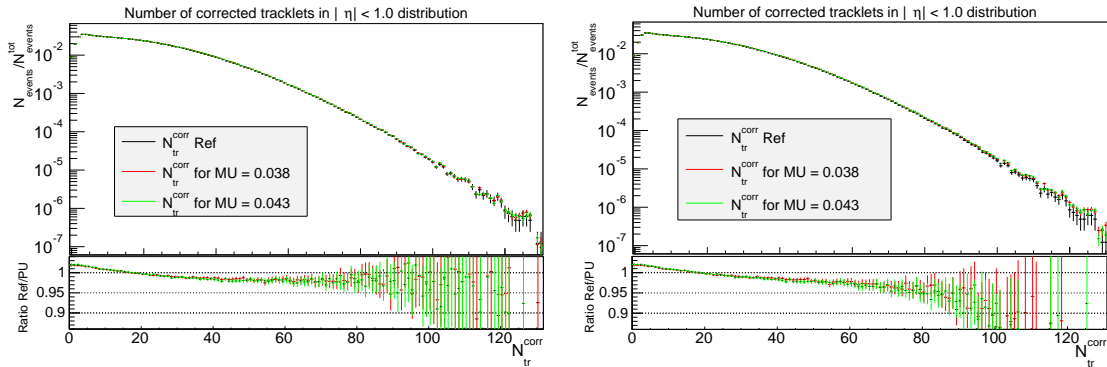 Number of corrected tracklets in | η| < 1.0 distribution
N_events/N_events^tot
10^-2
10^-3
10^-4
10^-5
10^-6
10^-7
N_tr^corr Ref
N_tr^corr for MU = 0.038
N_tr^corr for MU = 0.043
Ratio Ref/PU
1
0.95
0.9
0 20 40 60 80 100 120
N_tr^corr
Number of corrected tracklets in | η| < 1.0 distribution
N_events/N_events^tot
10^-2
10^-3
10^-4
10^-5
10^-6
10^-7
N_tr^corr Ref
N_tr^corr for MU = 0.038
N_tr^corr for MU = 0.043
Ratio Ref/PU
1
0.95
0.9
0 20 40 60 80 100 120
N_tr^corr